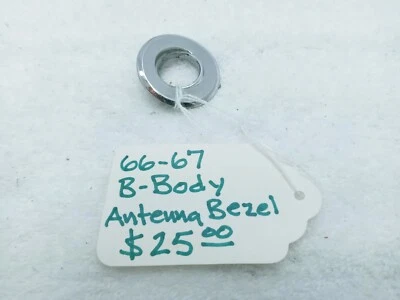 66-67
B-Body
Antenna Bezel
$25.00